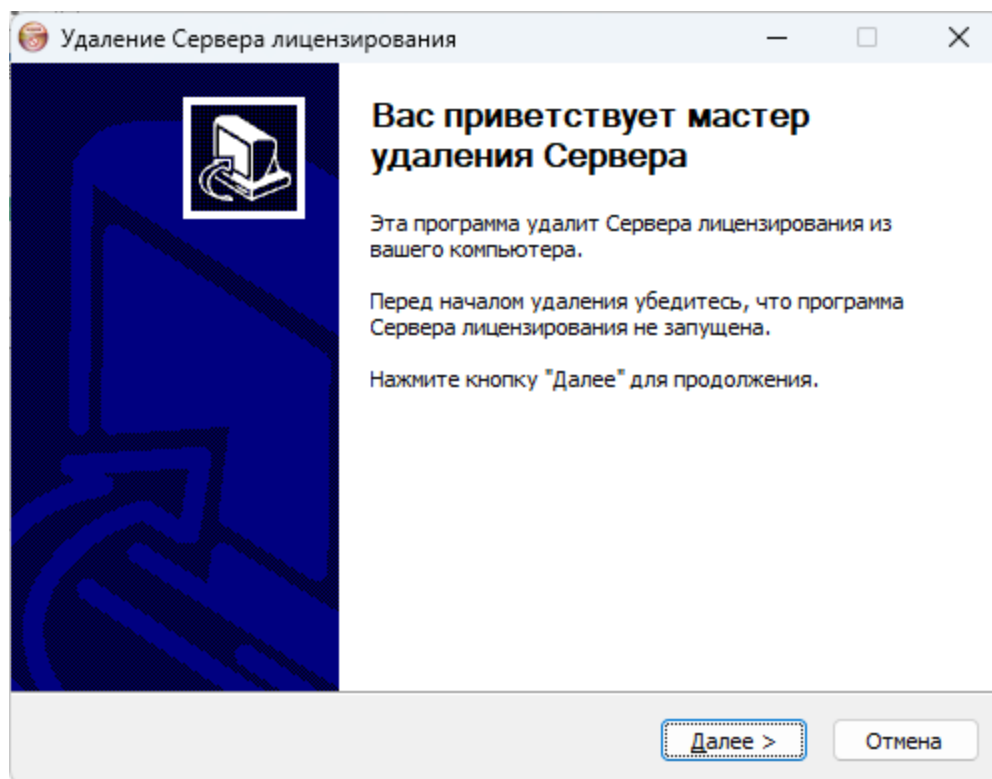 Удаление Сервера лицензирования
Вас приветствует мастер
удаления Сервера
Эта программа удалит Сервера лицензирования из
вашего компьютера.
Перед началом удаления убедитесь, что программа
Сервера лицензирования не запущена.
Нажмите кнопку "Далее" для продолжения.
Далее >
Отмена